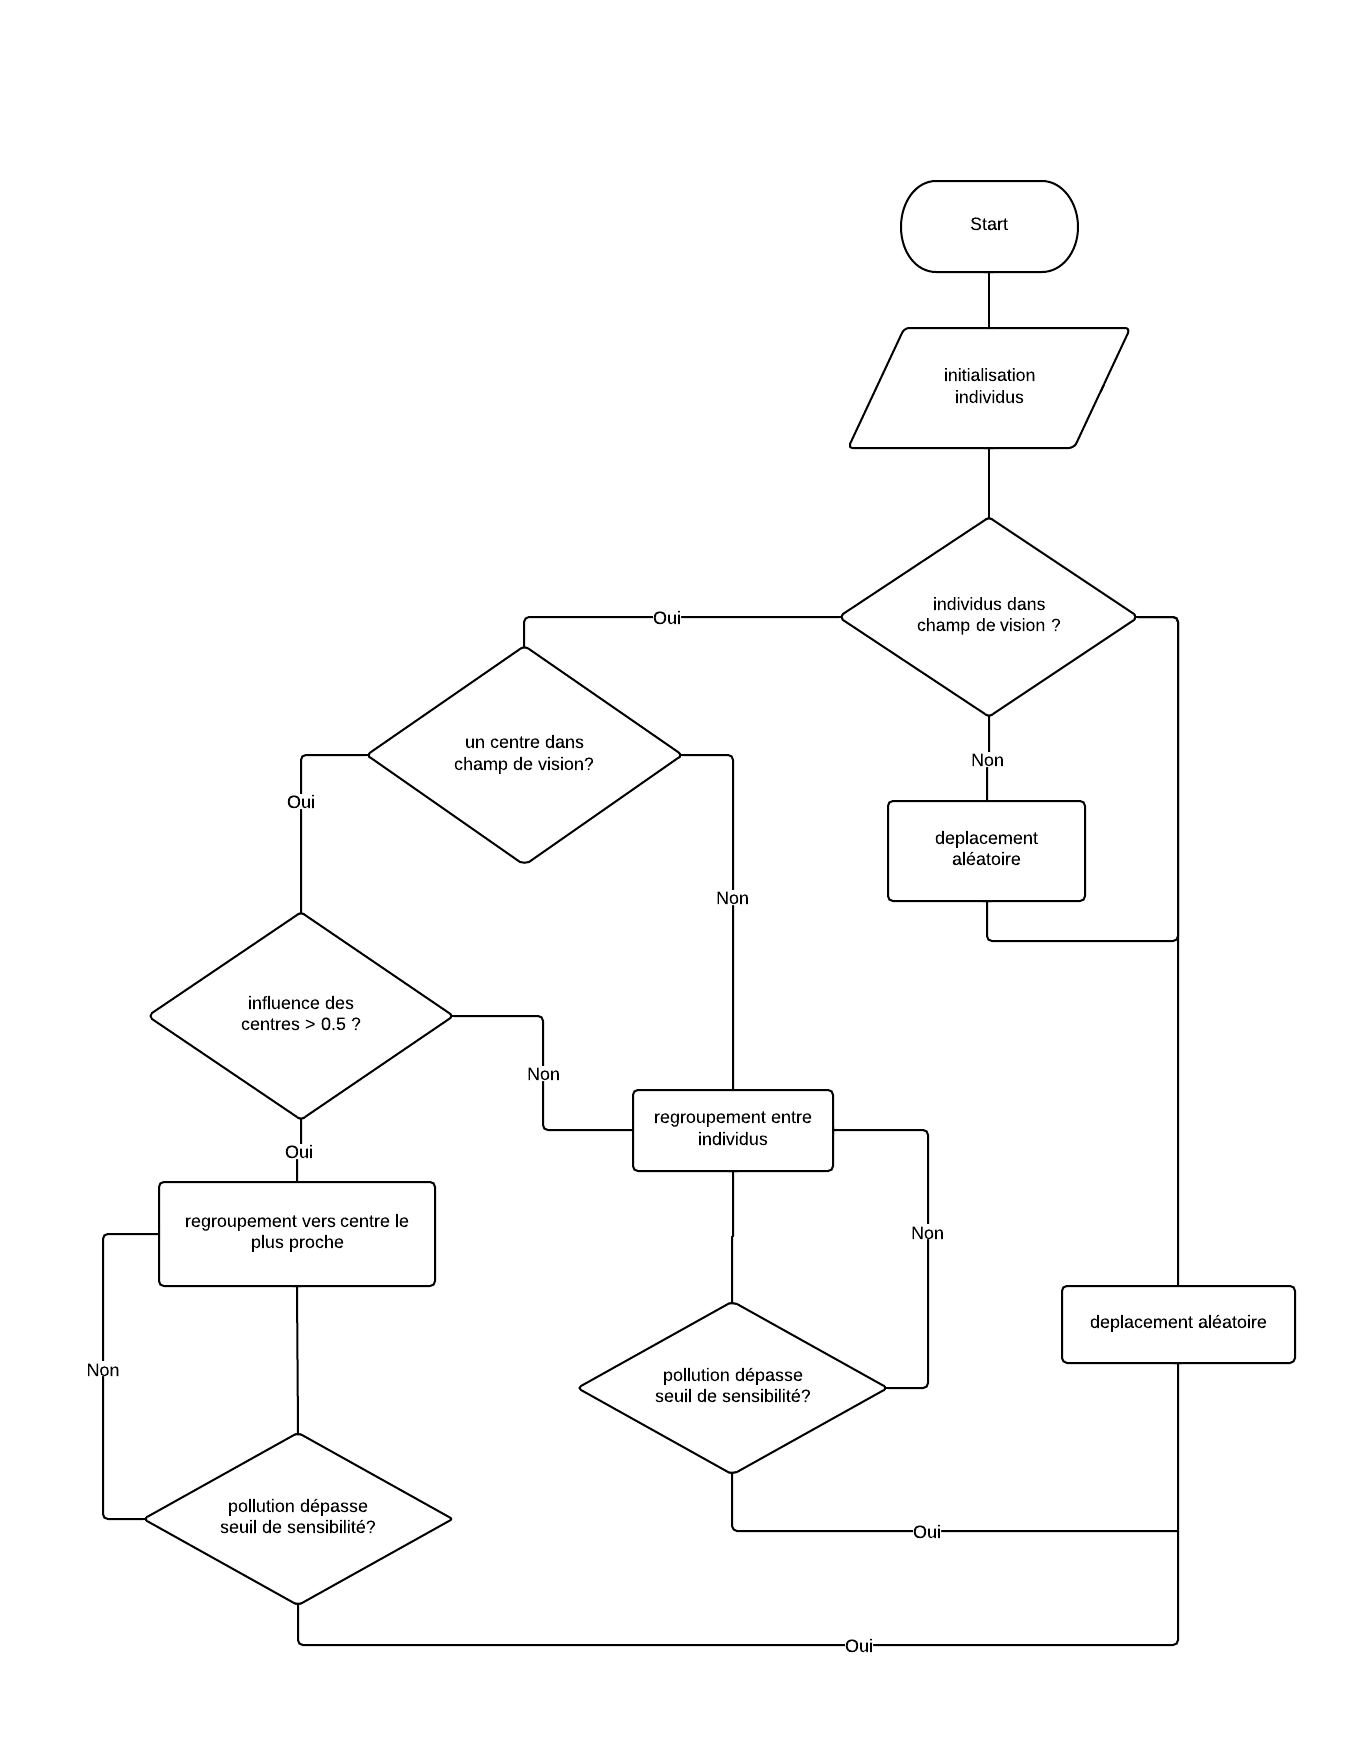 Start
initialisation
individus
individus dans
champ de vision ?
Oui
un centre dans
champ de vision?
Non
Oui
deplacement
aléatoire
Non
influence des
centres > 0.5 ?
Non
regroupement entre
individus
Oui
regroupement vers centre le
plus proche
Non
deplacement aléatoire
Non
pollution dépasse
seuil de sensibilité?
pollution dépasse
seuil de sensibilité?
Oui
Oui